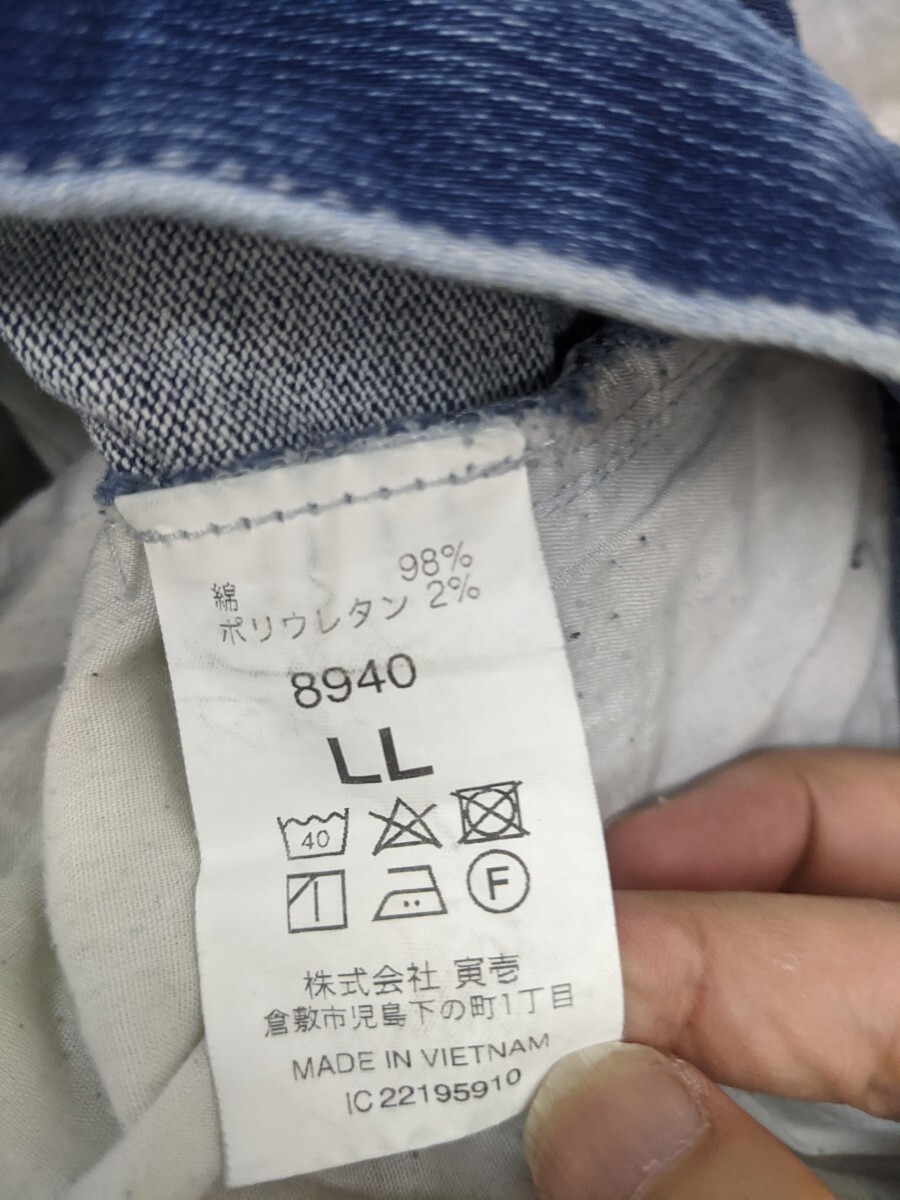 綿 98%
ポリウレタン 2%
8940
LL
40
F
株式会社 寅壱
倉敷市児島下の町1丁目
MADE IN VIETNAM
IC 22195910